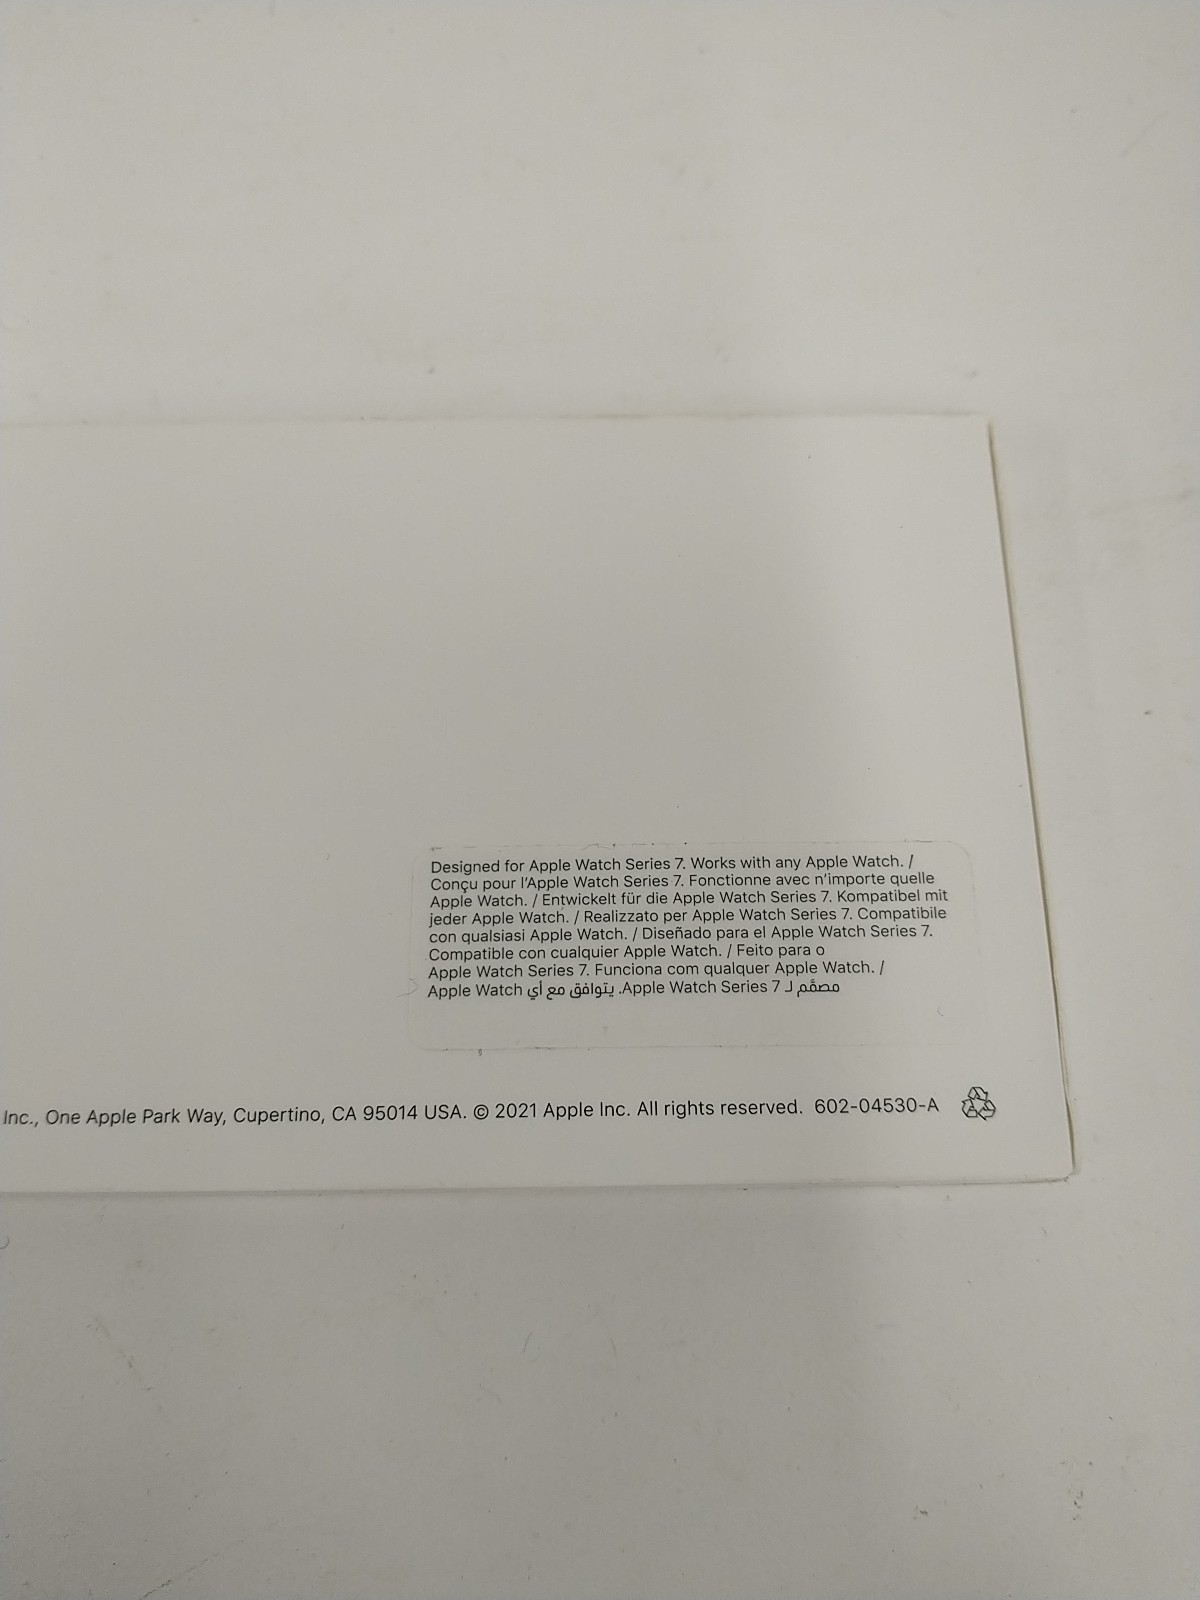 Designed for Apple Watch Series 7. Works with any Apple Watch. /
Conçu pour l'Apple Watch Series 7. Fonctionne avec n'importe quelle
Apple Watch. / Entwickelt für die Apple Watch Series 7. Kompatibel mit
jeder Apple Watch. / Realizzato per Apple Watch Series 7. Compatibile
con qualsiasi Apple Watch. / Diseñado para el Apple Watch Series 7.
Compatible con cualquier Apple Watch. / Feito para o
Apple Watch Series 7. Funciona com qualquer Apple Watch. /
مصمَّم لـ Apple Watch Series 7. يتوافق مع أي Apple Watch
Inc., One Apple Park Way, Cupertino, CA 95014 USA. © 2021 Apple Inc. All rights reserved. 602-04530-A